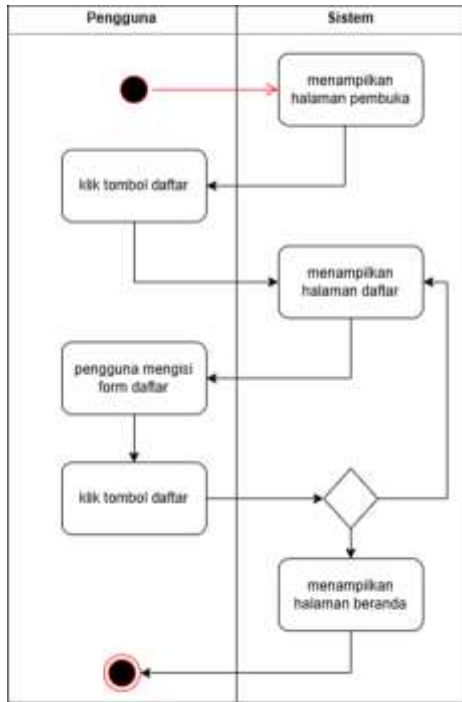 Pengguna
Sistem
menampilkan
halaman pembuka
klik tombol daftar
menampilkan
halaman daftar
pengguna mengisi
form daftar
klik tombol daftar
menampilkan
halaman beranda